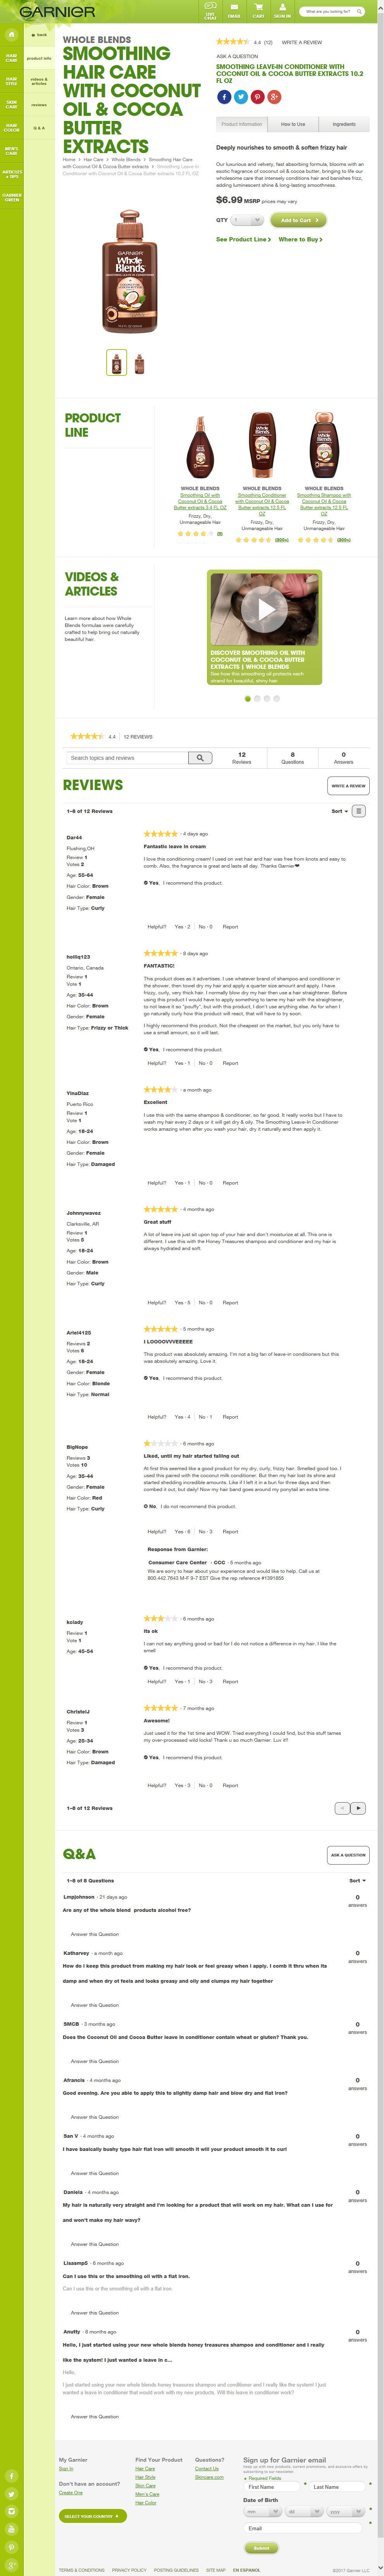 GARNIER
LIVE CHAT
EMAIL
CART
SIGN IN
What are you looking for?
back
product info
videos & articles
reviews
Q & A
HAIR CARE
HAIR STYLE
SKIN CARE
HAIR COLOR
MEN'S CARE
ARTICLES + TIPS
GARNIER GREEN
WHOLE BLENDS
SMOOTHING
HAIR CARE
WITH COCONUT
OIL & COCOA
BUTTER
EXTRACTS
Home > Hair Care > Whole Blends > Smoothing Hair Care
with Coconut Oil & Cocoa Butter extracts > Smoothing Leave-In
Conditioner with Coconut Oil & Cocoa Butter extracts 10.2 FL OZ
4.4 (12) WRITE A REVIEW
ASK A QUESTION
SMOOTHING LEAVE-IN CONDITIONER WITH
COCONUT OIL & COCOA BUTTER EXTRACTS 10.2
FL OZ
Product Information
How to Use
Ingredients
Deeply nourishes to smooth & soften frizzy hair
Our luxurious and velvety, fast absorbing formula, blooms with an
exotic fragrance of coconut oil & cocoa butter, bringing to life our
wholesome leave-in conditioner which intensely nourishes hair and banishes frizz,
adding luminescent shine & long-lasting smoothness.
$6.99 MSRP prices may vary
QTY 1 Add to Cart
See Product Line Where to Buy
PRODUCT
LINE
WHOLE BLENDS
Smoothing Oil with
Coconut Oil & Cocoa
Butter extracts 3.4 FL OZ
Frizzy, Dry,
Unmanageable Hair
WHOLE BLENDS
Smoothing Conditioner
with Coconut Oil & Cocoa
Butter extracts 12.5 FL
OZ
Frizzy, Dry,
Unmanageable Hair
WHOLE BLENDS
Smoothing Shampoo with
Coconut Oil & Cocoa
Butter extracts 12.5 FL
OZ
Frizzy, Dry,
Unmanageable Hair
VIDEOS &
ARTICLES
Learn more about how Whole
Blends formulas were carefully
crafted to help bring out naturally
beautiful hair.
DISCOVER SMOOTHING OIL WITH
COCONUT OIL & COCOA BUTTER
EXTRACTS | WHOLE BLENDS
See how this smoothing oil protects each
strand for beautiful, shiny hair.
4.4 12 REVIEWS
Search topics and reviews
12
Reviews
8
Questions
0
Answers
REVIEWS
WRITE A REVIEW
1–8 of 12 Reviews
Sort
Dar44
Flushing,OH
Review 1
Votes 2
Age: 55-64
Hair Color: Brown
Gender: Female
Hair Type: Curly
· 4 days ago
Fantastic leave in cream
I love this conditioning cream! I used on wet hair and hair was free from knots and easy to
comb. Also, the fragrance is great and lasts all day. Thanks Garnier❤
Yes, I recommend this product.
Helpful? Yes · 2 No · 0 Report
holliq123
Ontario, Canada
Review 1
Vote 1
Age: 35-44
Hair Color: Brown
Gender: Female
Hair Type: Frizzy or Thick
· 8 days ago
FANTASTIC!
This product does as it advertises. I use whatever brand of shampoo and conditioner in
the shower, then towel dry my hair and apply a quarter size amount and apply. I have
frizzy, curly, very thick hair. I normally blow dry my hair then use a hair straightener. Before
using this product I would have to apply something to tame my hair with the straightener,
to not leave it a "pouffy", but with this product, I don't use anything else. As for when I
naturally curly how the product will treat hair, that will have to try yet.
I highly recommend this product. Not the cheapest on the market, but you only have to
use a small amount, so it will last.
Yes, I recommend this product.
Helpful? Yes · 1 No · 0 Report
YinaDiaz
Puerto Rico
Review 1
Vote 1
Age: 18-24
Hair Color: Brown
Gender: Female
Hair Type: Damaged
· a month ago
Excellent
I use this with the same shampoo & conditioner, so far good. It really works but I have to
wash my hair every 2 days or it will get dry & oily. The Smoothing Leave-In Conditioner
works amazing when after you wash your hair, dry it naturally and then apply it.
Helpful? Yes · 1 No · 0 Report
Johnnywavez
Clarksville, AR
Review 1
Votes 5
Age: 18-24
Hair Color: Brown
Gender: Male
Hair Type: Curly
· 4 months ago
Great stuff
A lot of leave ins just sit upon top of your hair and don't moisturize at all. This one is
different. I use it with the Honey Treasures shampoo and conditioner and my hair is
always hydrated and soft.
Helpful? Yes · 5 No · 0 Report
Ariel4125
Reviews 2
Votes 6
Age: 18-24
Gender: Female
Hair Color: Blonde
Hair Type: Normal
· 5 months ago
I LOOOOVVVEEEEE
This product was absolutely amazing. I'm not a big fan of leave-in conditioners but this
was absolutely amazing. Love it.
Yes, I recommend this product.
Helpful? Yes · 4 No · 1 Report
BigNope
Reviews 3
Votes 10
Age: 35-44
Gender: Female
Hair Color: Red
Hair Type: Curly
· 6 months ago
Liked, until my hair started falling out
At first this seemed like a good product for my dry, curly, frizzy hair. Smelled good too. I
used this paired with the coconut milk conditioner. But then my hair lost its shine and
started shedding incredible amounts. Like if I left it in a bun for three days and then
brushed it out, but daily! Now my hair doesn't look good anymore and my ponytail an extra time.
No, I do not recommend this product.
Helpful? Yes · 6 No · 3 Report
Response from Garnier:
Consumer Care Center · CCC · 5 months ago
We are sorry to hear about your experience and would like to help. Call us at
800.442.7643 M-F 9-7 EST Give the reference #1391855
kclady
Review 1
Vote 1
Age: 45-54
· 6 months ago
Its ok
I can not say anything good or bad for I do not notice a difference in my hair. I like the
smell
Yes, I recommend this product.
Helpful? Yes · 1 No · 3 Report
ChristelJ
Review 1
Votes 3
Age: 25-34
Hair Color: Brown
Hair Type: Damaged
· 7 months ago
Awesome!
Just used it for the 1st time and WOW. Tried everything I could find, but this stuff tames
my over-processed wild locks! Thank u so much Garnier. Luv it!!
Yes, I recommend this product.
Helpful? Yes · 3 No · 0 Report
1–8 of 12 Reviews
Q&A
ASK A QUESTION
1–8 of 8 Questions
Sort
Lmpjohnson · 21 days ago
Are any of the whole blend products alcohol free?
0
answers
Answer this Question
Katharvey · a month ago
How do I keep this product from making my hair look or feel greasy when I apply. I comb it thru when its
damp and when dry ot feels and looks greasy and oily and clumps my hair together
0
answers
Answer this Question
SMCB · 3 months ago
Does the Coconut Oil and Cocoa Butter leave in conditioner contain wheat or gluten? Thank you.
0
answers
Answer this Question
Afrancis · 4 months ago
Good evening. Are you able to apply this to slightly damp hair and blow dry and flat iron?
0
answers
Answer this Question
San V · 4 months ago
I have basically bushy type hair flat iron will smooth it will your product smooth it to cur!
0
answers
Answer this Question
Daniela · 4 months ago
My hair is naturally very straight and I'm looking for a product that will work on my hair. What can I use for
and won't make my hair wavy?
0
answers
Answer this Question
Lisasmp5 · 6 months ago
Can I use this or the smoothing oil with a flat iron.
Can I use this or the smoothing oil with a flat iron.
0
answers
Answer this Question
Anuity · 8 months ago
Hello, I just started using your new whole blends honey treasures shampoo and conditioner and I really
like the system! I just wanted a leave in c...
Hello,
I just started using your new whole blends honey treasures shampoo and conditioner and I really like the system! I just
wanted a leave in conditioner that would work with my new products. Will this leave in conditioner work?
0
answers
Answer this Question
My Garnier
Sign In
Don't have an account?
Create One
SELECT YOUR COUNTRY
Find Your Product
Hair Care
Hair Style
Skin Care
Men's Care
Hair Color
Questions?
Contact Us
Skincare.com
Sign up for Garnier email
Keep up with new products, current promotions, and exclusive offers by
subscribing to our newsletter.
Required Fields
First Name
Last Name
Date of Birth
mm dd yyyy
Email
Submit
TERMS & CONDITIONS PRIVACY POLICY POSTING GUIDELINES SITE MAP EN ESPANOL ©2017 Garnier LLC